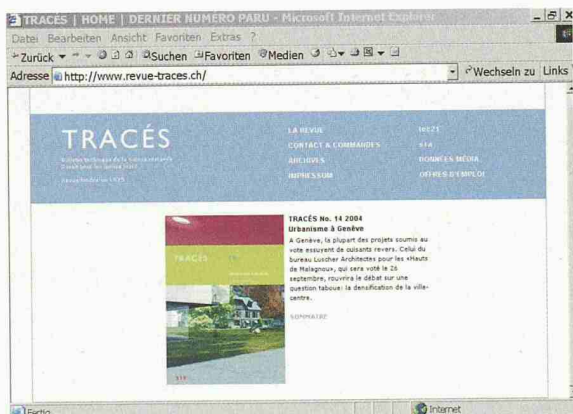 TRACÉS | HOME | DERNIER NUMÉRO PARU - Microsoft Internet Explorer
Datei Bearbeiten Ansicht Favoriten Extras ?
Zurück Suchen Favoriten Medien
Adresse http://www.revue-traces.ch/ Wechseln zu Links
TRACÉS
LA REVUE
CONTACT & COMMANDES
ARCHIVES
IMPRESSUM
tec21
sia
DONNÉES MÉDIA
OFFRES D'EMPLOI
TRACÉS
TRACÉS No. 14 2004
Urbanisme à Genève
A Genève, la plupart des projets soumis au
vote essuyent de cuisants revers. Celui du
bureau Luscher Architectes pour les «Hauts
de Malagnou», qui sera voté le 26
septembre, rouvrira le débat sur une
question taboue: la densification de la ville-
centre.
SOMMAIRE
Fertig
Internet